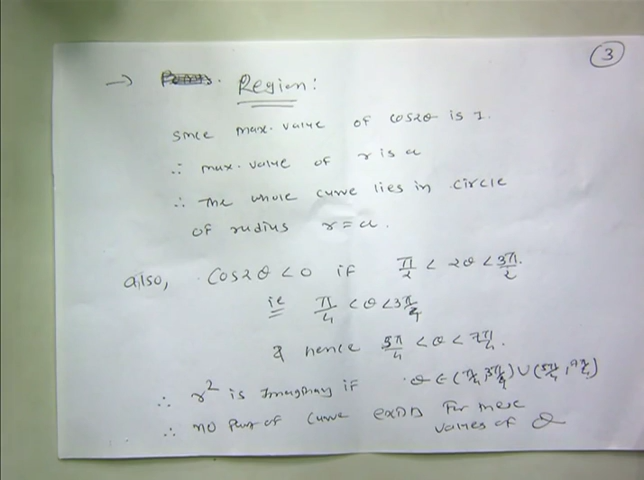 3
→ Region:
Since max. value of cos2θ is 1.
∴ max. value of r is a
∴ The whole curve lies in circle
of radius r = a.
also, cos2θ < 0 if π/2 < 2θ < 3π/2.
ie π/4 < θ < 3π/4
& hence 5π/4 < θ < 7π/4.
∴ r² is Imaginay if θ ∈ (π/4, 3π/4) ∪ (5π/4, 7π/4)
∴ no part of curve exists for these
values of θ